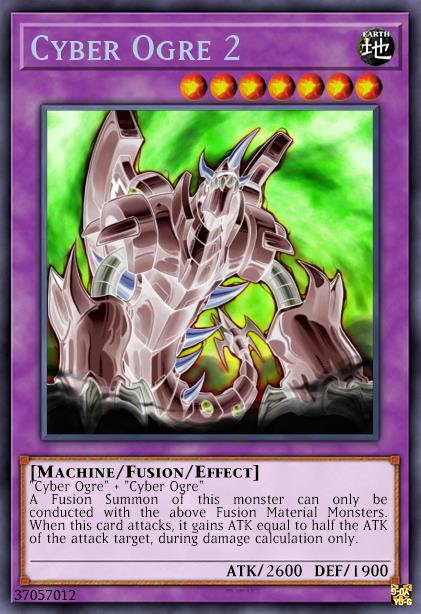 Cyber Ogre 2
EARTH
地
[Machine/Fusion/Effect]
"Cyber Ogre" + "Cyber Ogre"
A Fusion Summon of this monster can only be
conducted with the above Fusion Material Monsters.
When this card attacks, it gains ATK equal to half the ATK
of the attack target, during damage calculation only.
ATK/2600 DEF/1900
37057012